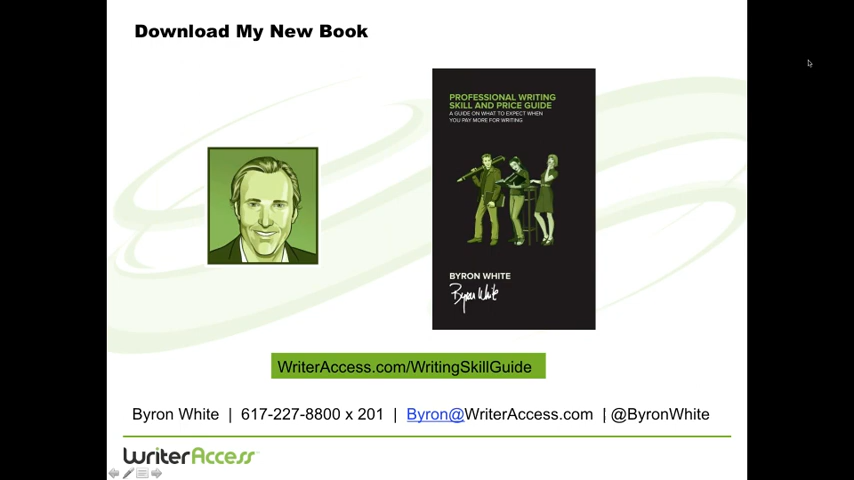 Download My New Book
PROFESSIONAL WRITING
SKILL AND PRICE GUIDE
A GUIDE ON WHAT TO EXPECT WHEN
YOU PAY MORE FOR WRITING
BYRON WHITE
Byron White
WriterAccess.com/WritingSkillGuide
Byron White | 617-227-8800 x 201 | Byron@WriterAccess.com | @ByronWhite
WriterAccess